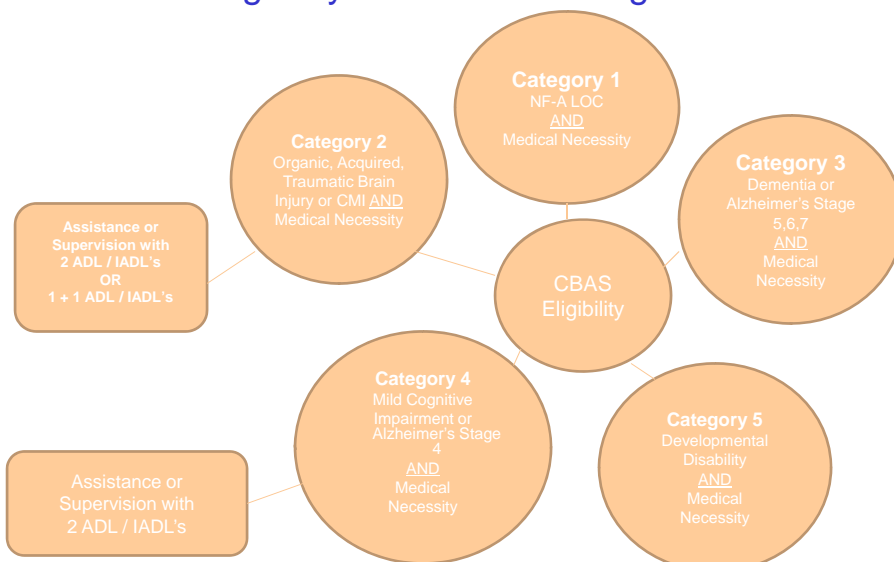 Category 1
NF-A LOC
AND
Medical Necessity
Category 2
Organic, Acquired,
Traumatic Brain
Injury or CMI AND
Medical Necessity
Category 3
Dementia or
Alzheimer's Stage
5,6,7
AND
Medical
Necessity
Assistance or
Supervision with
2 ADL / IADL's
OR
1 + 1 ADL / IADL's
CBAS
Eligibility
Category 4
Mild Cognitive
Impairment or
Alzheimer's Stage
4
AND
Medical
Necessity
Category 5
Developmental
Disability
AND
Medical
Necessity
Assistance or
Supervision with
2 ADL / IADL's